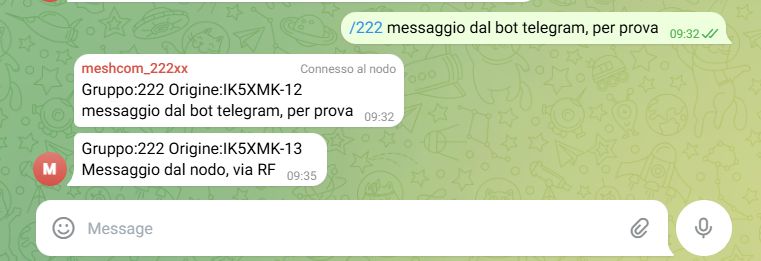 /222 messaggio dal bot telegram, per prova 09:32
meshcom_222xx Connesso al nodo
Gruppo:222 Origine:IK5XMK-12
messaggio dal bot telegram, per prova 09:32
Gruppo:222 Origine:IK5XMK-13
M Messaggio dal nodo, via RF 09:35
Message